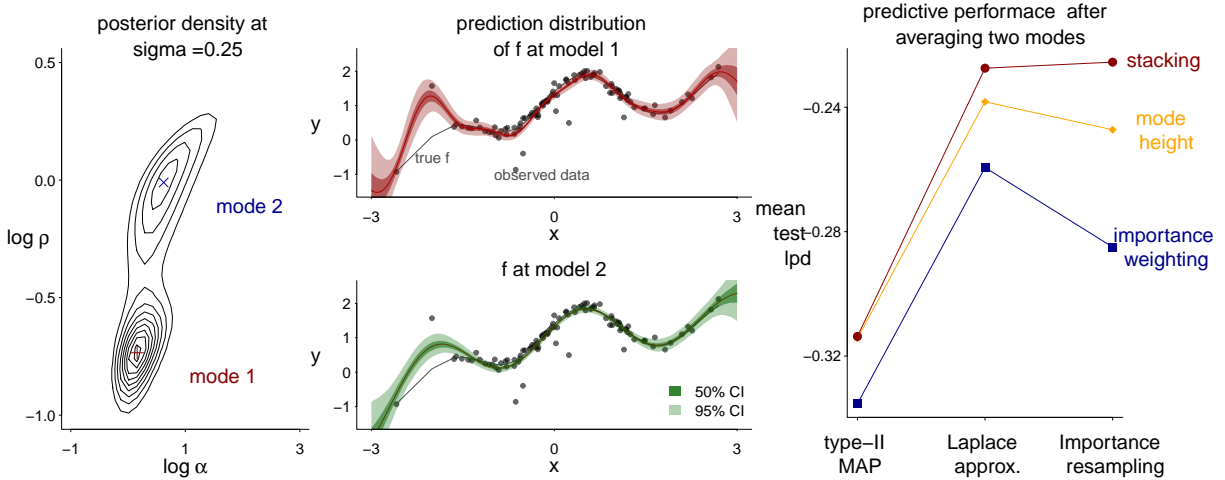 posterior density at
sigma =0.25
0.5
0.0
−0.5
−1.0
log ρ
mode 2
mode 1
−1
1
3
log α
prediction distribution
of f at model 1
2
1
0
−1
y
true f
observed data
−3
0
3
x
f at model 2
2
1
0
−1
y
50% CI
95% CI
−3
0
3
x
predictive performace after
averaging two modes
−0.24
−0.28
−0.32
mean
test
lpd
stacking
mode
height
importance
weighting
type−II
MAP
Laplace
approx.
Importance
resampling